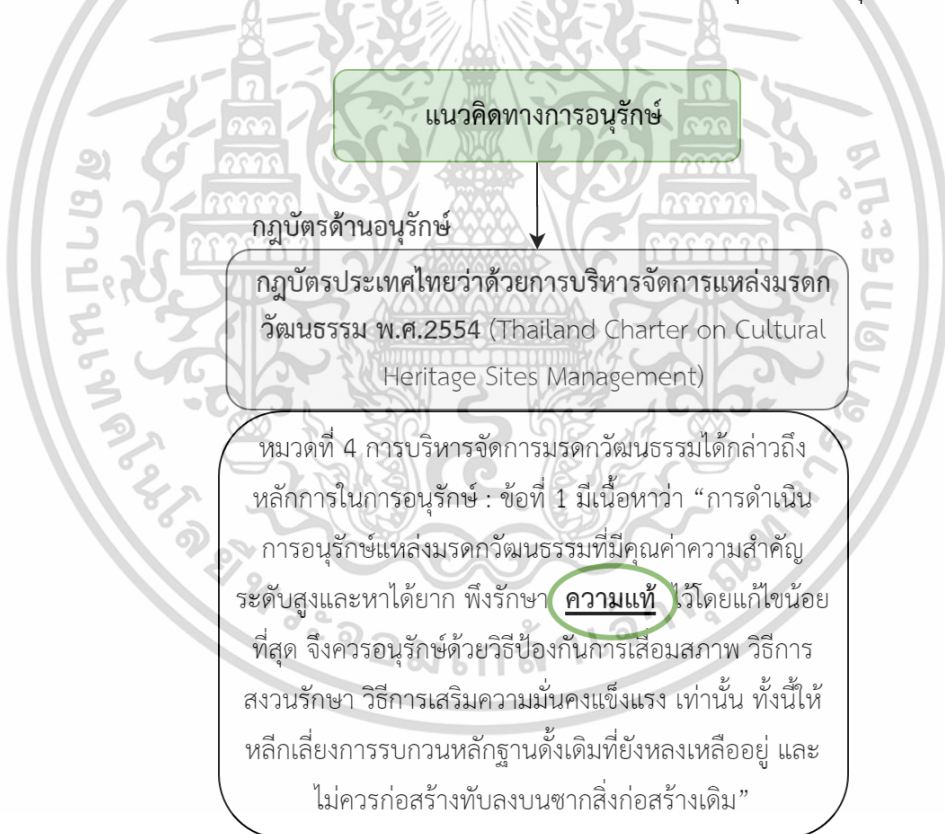 แนวคิดทางการอนุรักษ์
กฎบัตรด้านอนุรักษ์
กฎบัตรประเทศไทยว่าด้วยการบริหารจัดการแหล่งมรดก
วัฒนธรรม พ.ศ.2554 (Thailand Charter on Cultural
Heritage Sites Management)
หมวดที่ 4 การบริหารจัดการมรดกวัฒนธรรมได้กล่าวถึง
หลักการในการอนุรักษ์ : ข้อที่ 1 มีเนื้อหาว่า “การดำเนิน
การอนุรักษ์แหล่งมรดกวัฒนธรรมที่มีคุณค่าความสำคัญ
ระดับสูงและหาได้ยาก พึงรักษา ความแท้ ไว้โดยแก้ไขน้อย
ที่สุด จึงควรอนุรักษ์ด้วยวิธีป้องกันการเสื่อมสภาพ วิธีการ
สงวนรักษา วิธีการเสริมความมั่นคงแข็งแรง เท่านั้น ทั้งนี้ให้
หลีกเลี่ยงการรบกวนหลักฐานดั้งเดิมที่ยังหลงเหลืออยู่ และ
ไม่ควรก่อสร้างทับลงบนซากสิ่งก่อสร้างเดิม”